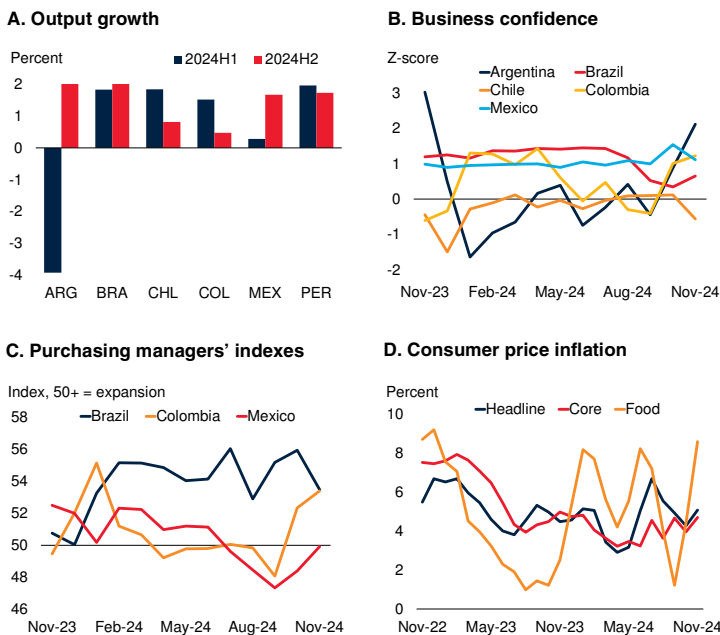 A. Output growth
Percent
2024H1 2024H2
2
1
0
-1
-2
-3
-4
ARG BRA CHL COL MEX PER
B. Business confidence
Z-score
Argentina Brazil
Chile Colombia
Mexico
3
2
1
0
-1
-2
Nov-23 Feb-24 May-24 Aug-24 Nov-24
C. Purchasing managers’ indexes
Index, 50+ = expansion
58
Brazil Colombia Mexico
56
54
52
50
48
46
Nov-23 Feb-24 May-24 Aug-24 Nov-24
D. Consumer price inflation
Percent
10
Headline Core Food
8
6
4
2
0
Nov-22 May-23 Nov-23 May-24 Nov-24